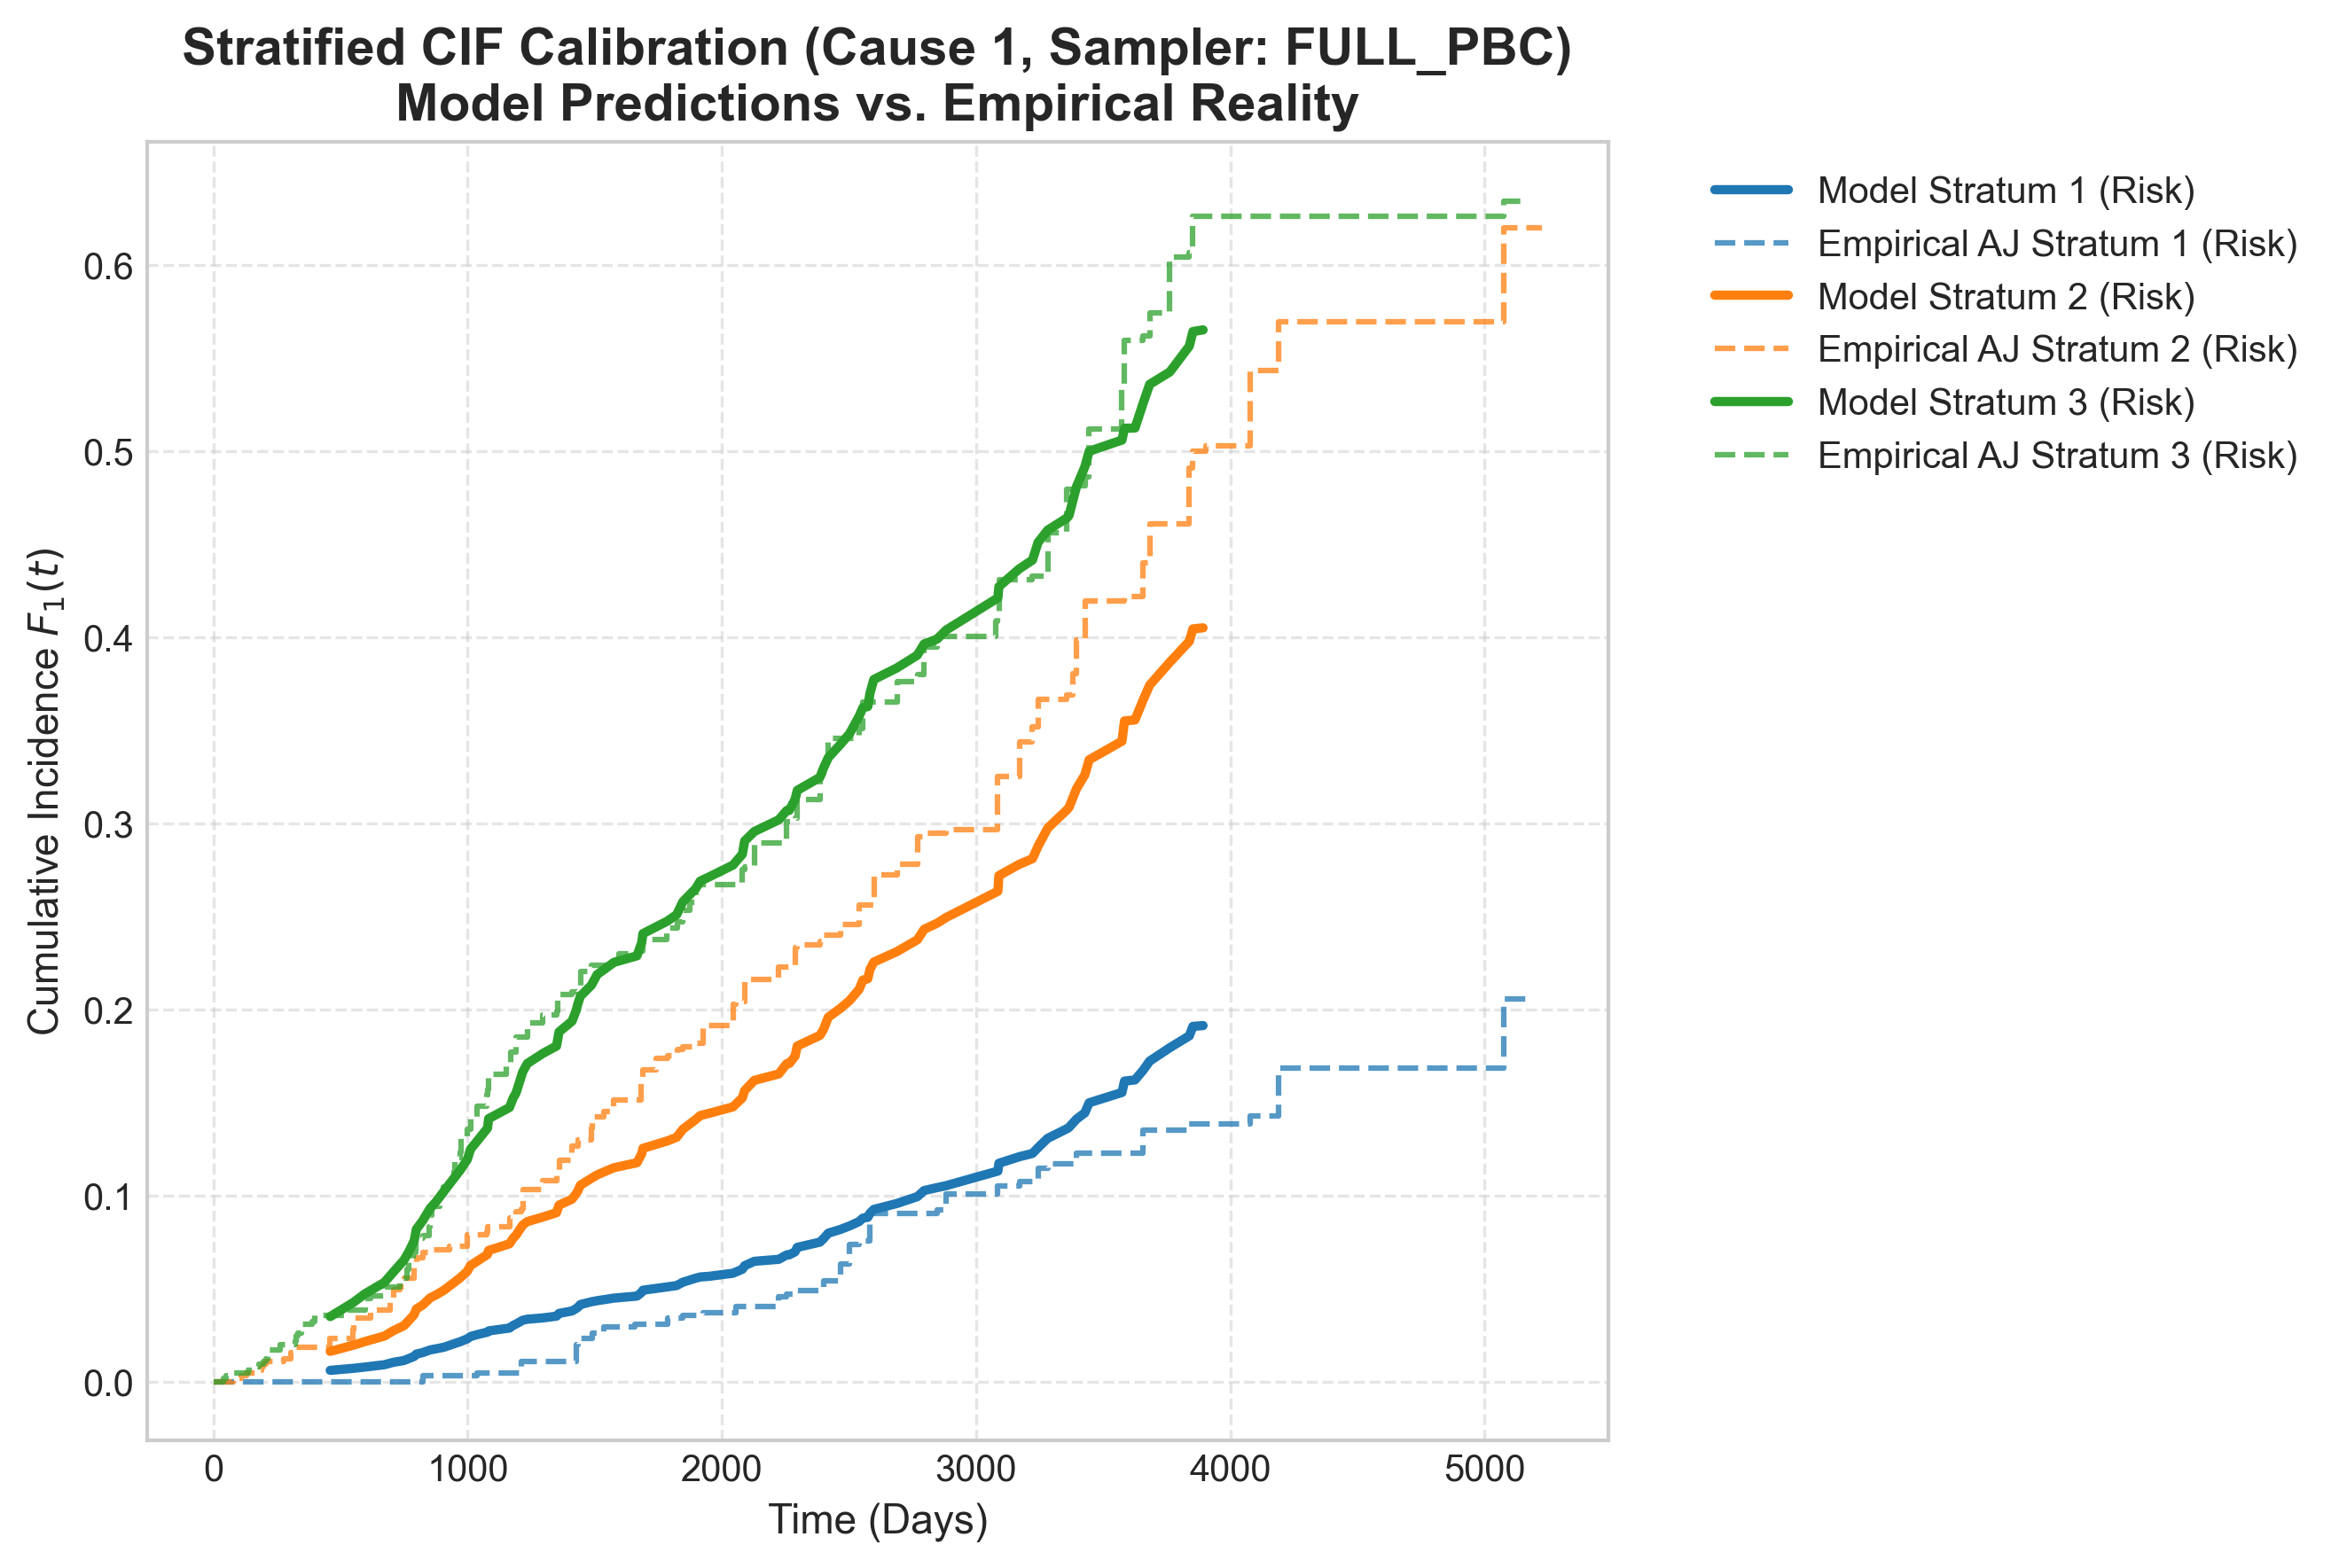 Stratified CIF Calibration (Cause 1, Sampler: FULL_PBC)
Model Predictions vs. Empirical Reality
Cumulative Incidence F₁(t)
0.6
0.5
0.4
0.3
0.2
0.1
0.0
0 1000 2000 3000 4000 5000
Time (Days)
Model Stratum 1 (Risk)
Empirical AJ Stratum 1 (Risk)
Model Stratum 2 (Risk)
Empirical AJ Stratum 2 (Risk)
Model Stratum 3 (Risk)
Empirical AJ Stratum 3 (Risk)